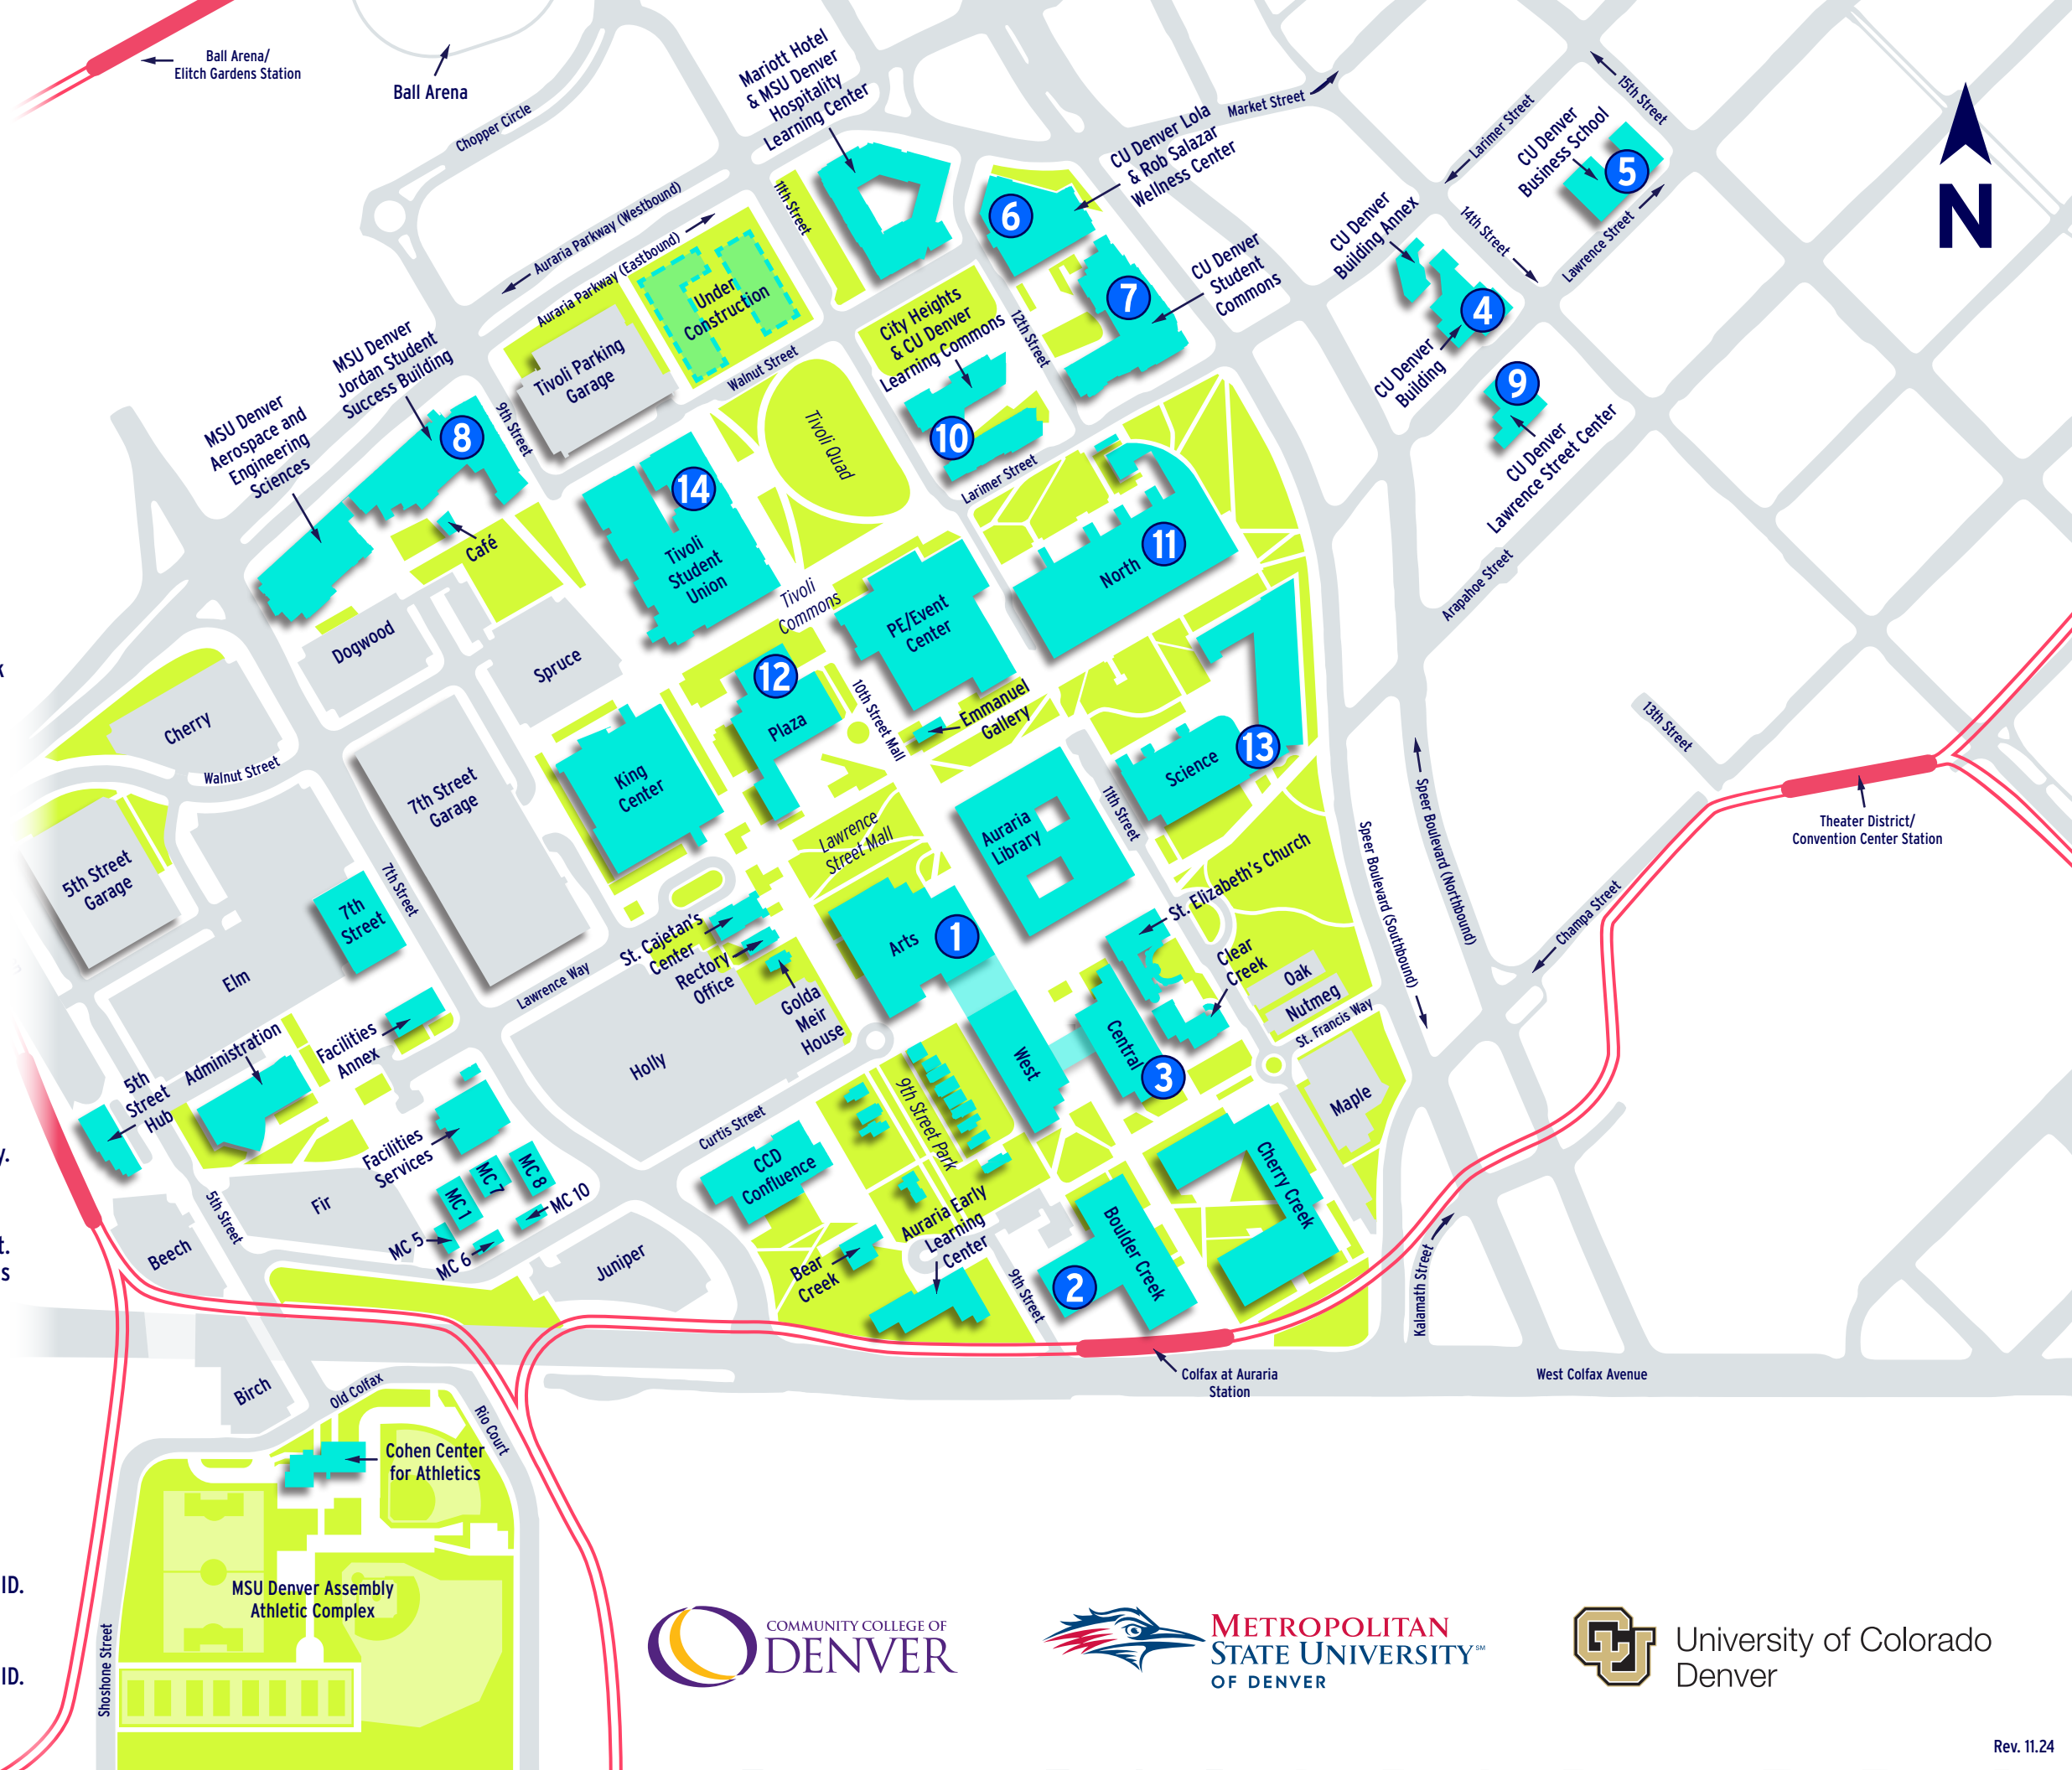 Ball Arena/
Elitch Gardens Station
Ball Arena
Chopper Circle
Mariott Hotel
& MSU Denver
Hospitality
Learning Center
Market Street
CU Denver Lola
& Rob Salazar
Wellness Center
Larimer Street
15th Street
CU Denver
Business School
5
N
CU Denver
Building Annex
14th Street
Lawrence Street
4
CU Denver
Building
9
CU Denver
Lawrence Street Center
Arapahoe Street
Auraria Parkway (Westbound)
Auraria Parkway (Eastbound)
11th Street
6
7
CU Denver
Student
Commons
Under
Construction
City Heights
& CU Denver
Learning Commons
12th Street
10
Tivoli Parking
Garage
Walnut Street
MSU Denver
Jordan Student
Success Building
MSU Denver
Aerospace and
Engineering
Sciences
8
9th Street
Café
Tivoli Quad
14
Tivoli
Student
Union
Larimer Street
11
North
Tivoli
Commons
PE/Event
Center
Dogwood
Spruce
Cherry
Walnut Street
12
Plaza
10th Street Mall
Emmanuel
Gallery
13
Science
King
Center
7th Street
Garage
5th Street
Garage
7th
Street
7th Street
Auraria
Library
11th Street
Lawrence
Street Mall
Speer Boulevard (Southbound)
Speer Boulevard (Northbound)
13th Street
Theater District/
Convention Center Station
Champa Street
St. Elizabeth's Church
St. Cajetan's
Center
Rectory
Office
Golda
Meir
House
Arts
1
Clear
Creek
Oak
Nutmeg
St. Francis Way
Elm
Lawrence Way
Facilities
Annex
Administration
5th
Street
Hub
Holly
West
Central
3
Maple
9th Street Park
Curtis Street
Facilities
Services
CCD
Confluence
MC 1
MC 7
MC 8
MC 10
MC 5
MC 6
Fir
5th Street
Beech
Juniper
Bear
Creek
Auraria Early
Learning
Center
9th Street
2
Boulder Creek
Cherry Creek
Kalamath Street
Colfax at Auraria
Station
West Colfax Avenue
Birch
Old Colfax
Rio Court
Cohen Center
for Athletics
MSU Denver Assembly
Athletic Complex
Shoshone Street
y.
t.
s
ID.
ID.
COMMUNITY COLLEGE OF
DENVER
METROPOLITAN
STATE UNIVERSITY℠
OF DENVER
CU
University of Colorado
Denver
Rev. 11.24